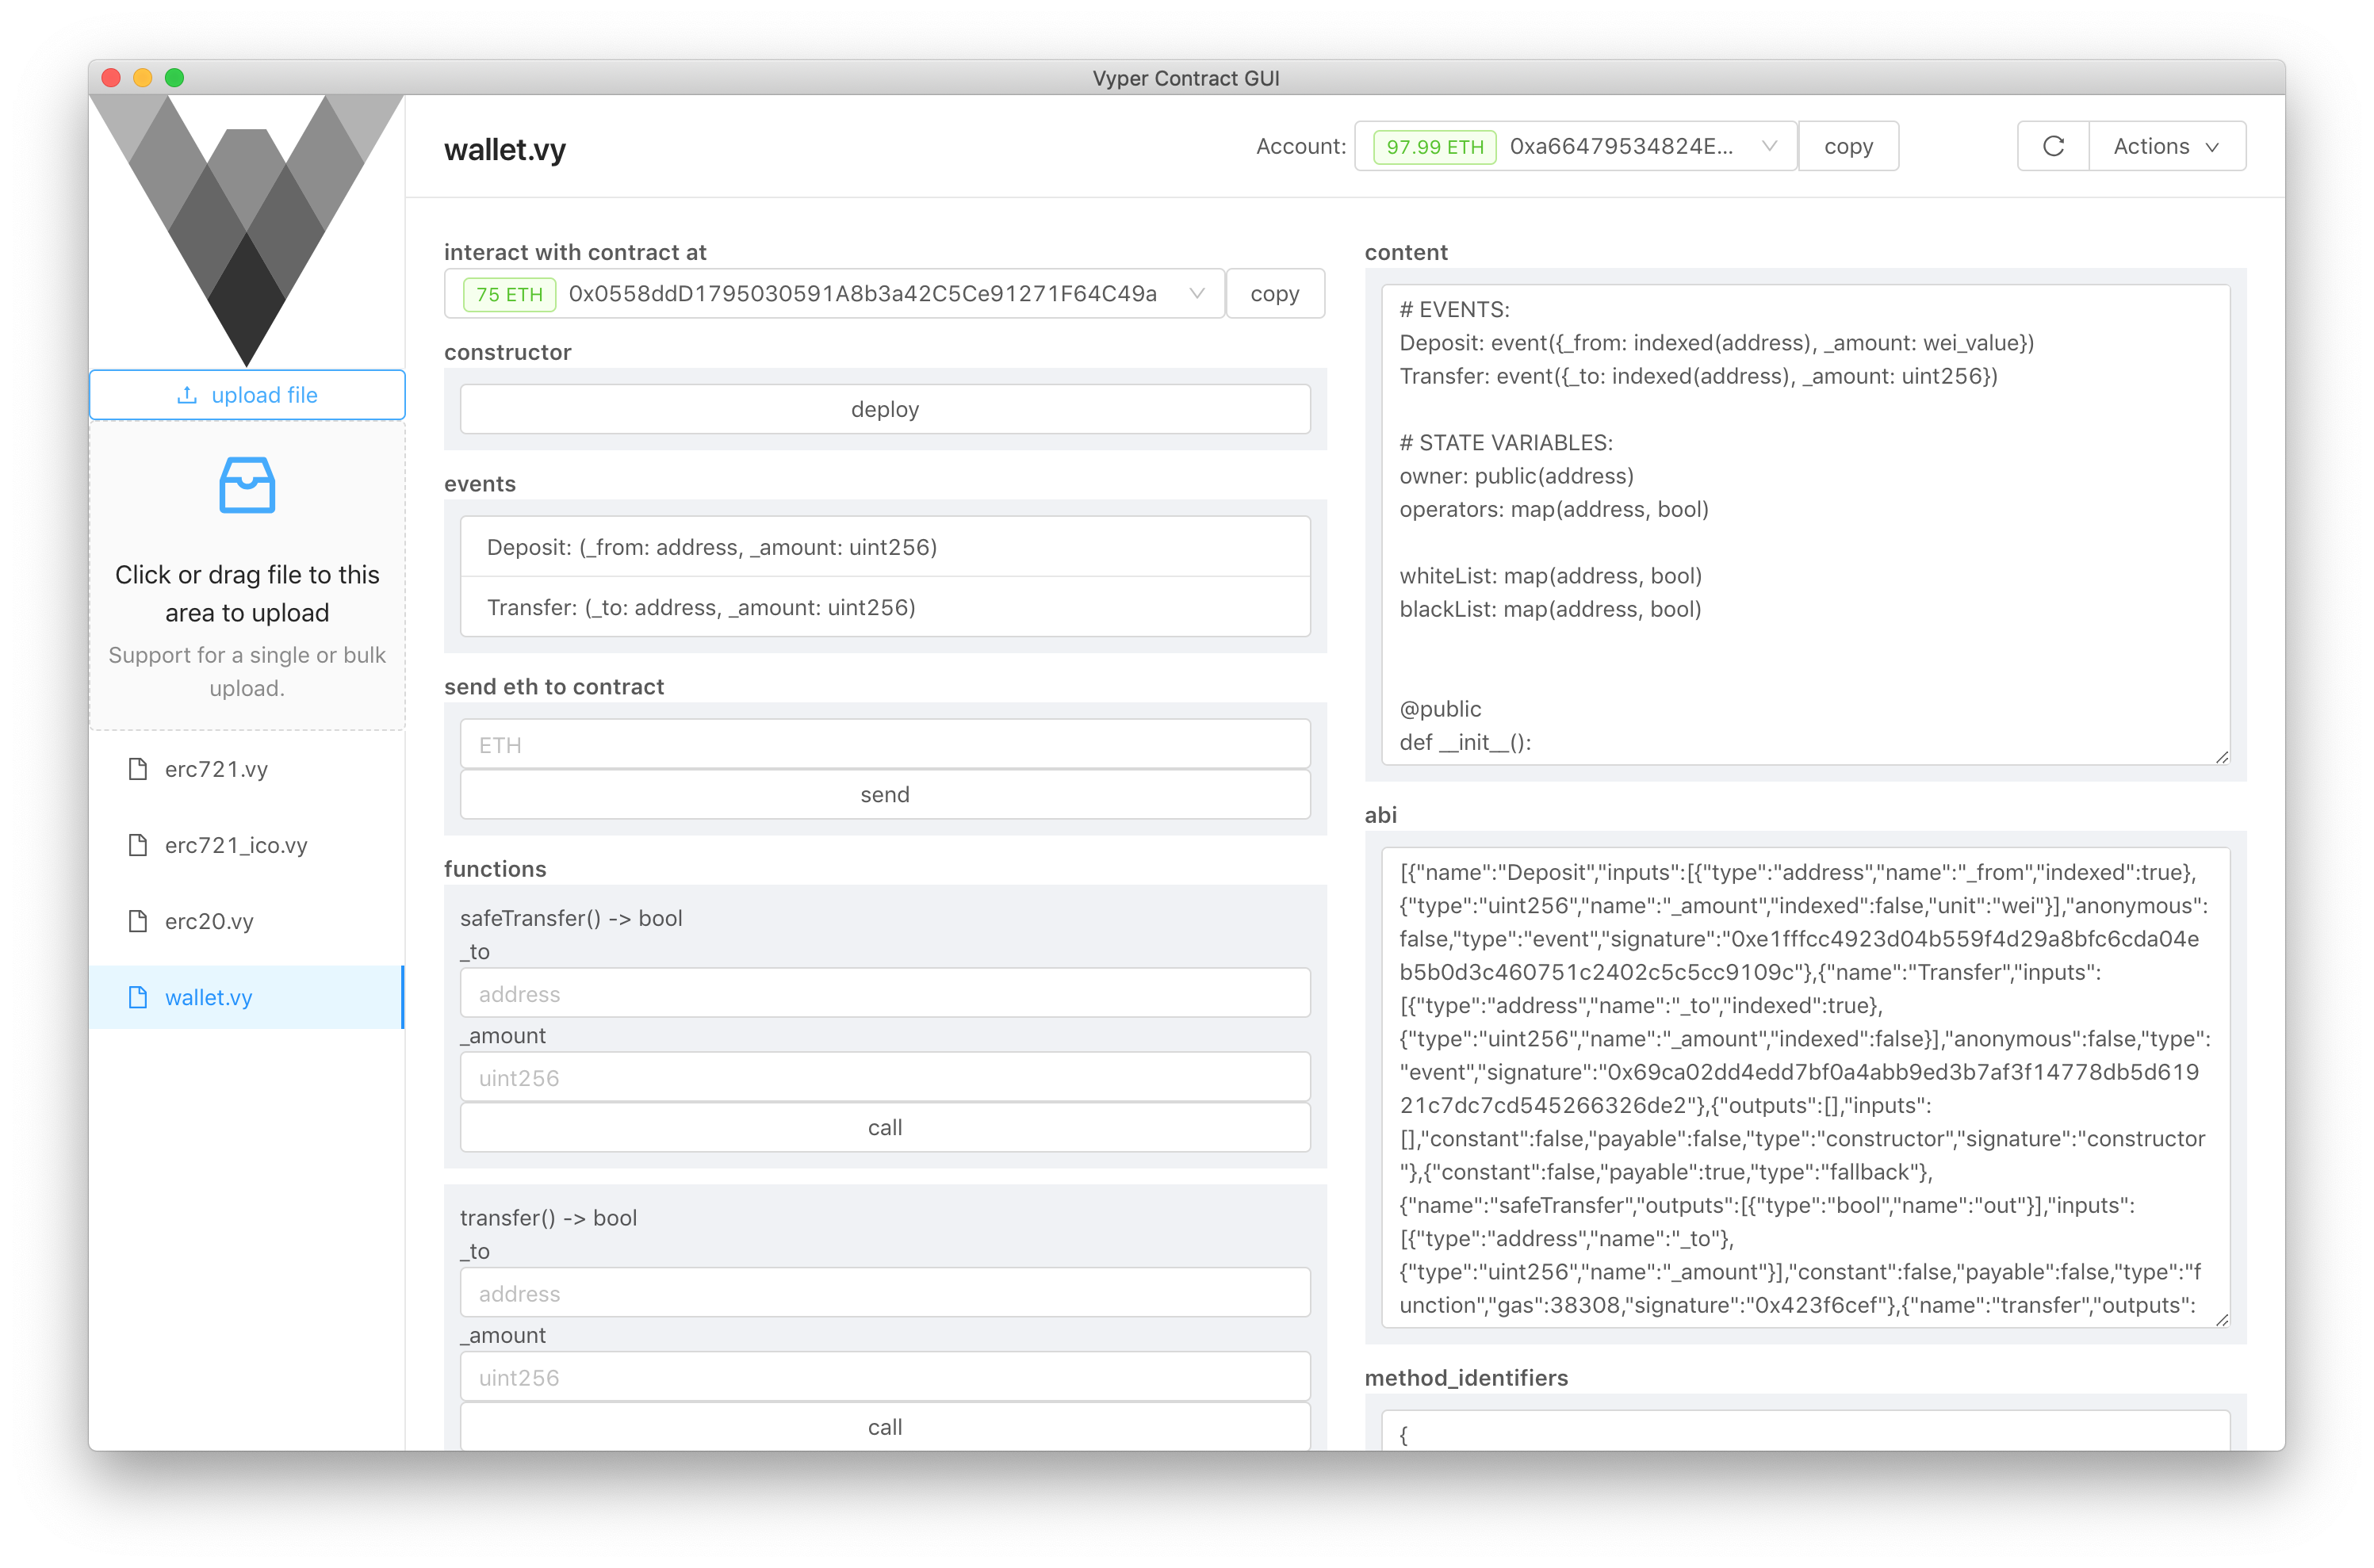 Vyper Contract GUI
upload file
Click or drag file to this
area to upload
Support for a single or bulk
upload.
erc721.vy
erc721_ico.vy
erc20.vy
wallet.vy
wallet.vy
Account: 97.99 ETH 0xa66479534824E... copy
Actions
interact with contract at
75 ETH 0x0558ddD1795030591A8b3a42C5Ce91271F64C49a copy
constructor
deploy
events
Deposit: (_from: address, _amount: uint256)
Transfer: (_to: address, _amount: uint256)
send eth to contract
ETH
send
functions
safeTransfer() -> bool
_to
address
_amount
uint256
call
transfer() -> bool
_to
address
_amount
uint256
call
content
# EVENTS:
Deposit: event({_from: indexed(address), _amount: wei_value})
Transfer: event({_to: indexed(address), _amount: uint256})
# STATE VARIABLES:
owner: public(address)
operators: map(address, bool)
whiteList: map(address, bool)
blackList: map(address, bool)
@public
def __init__():
abi
[{"name":"Deposit","inputs":[{"type":"address","name":"_from","indexed":true},
{"type":"uint256","name":"_amount","indexed":false,"unit":"wei"}],"anonymous":
false,"type":"event","signature":"0xe1fffcc4923d04b559f4d29a8bfc6cda04e
b5b0d3c460751c2402c5c5cc9109c"},{"name":"Transfer","inputs":
[{"type":"address","name":"_to","indexed":true},
{"type":"uint256","name":"_amount","indexed":false}],"anonymous":false,"type":
"event","signature":"0x69ca02dd4edd7bf0a4abb9ed3b7af3f14778db5d619
21c7dc7cd545266326de2"},{"outputs":[],"inputs":
[],"constant":false,"payable":false,"type":"constructor","signature":"constructor
"},{"constant":false,"payable":true,"type":"fallback"},
{"name":"safeTransfer","outputs":[{"type":"bool","name":"out"}],"inputs":
[{"type":"address","name":"_to"},
{"type":"uint256","name":"_amount"}],"constant":false,"payable":false,"type":"f
unction","gas":38308,"signature":"0x423f6cef"},{"name":"transfer","outputs":
method_identifiers
{